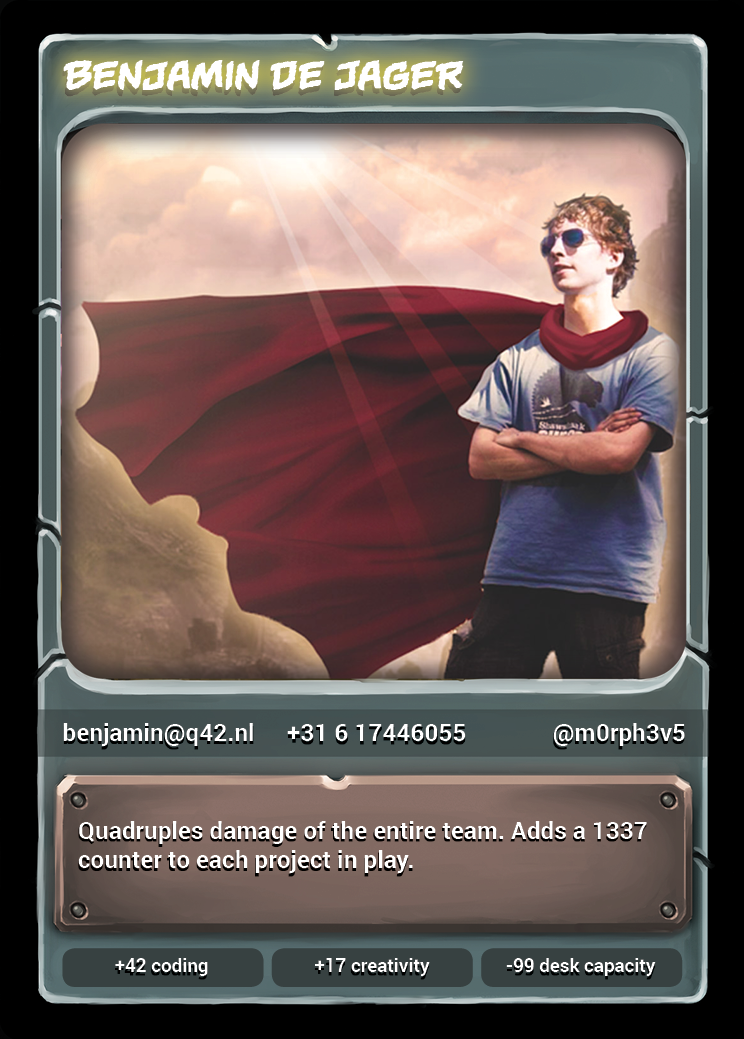 BENJAMIN DE JAGER
Shawshank
benjamin@q42.nl +31 6 17446055 @m0rph3v5
Quadruples damage of the entire team. Adds a 1337
counter to each project in play.
+42 coding +17 creativity -99 desk capacity